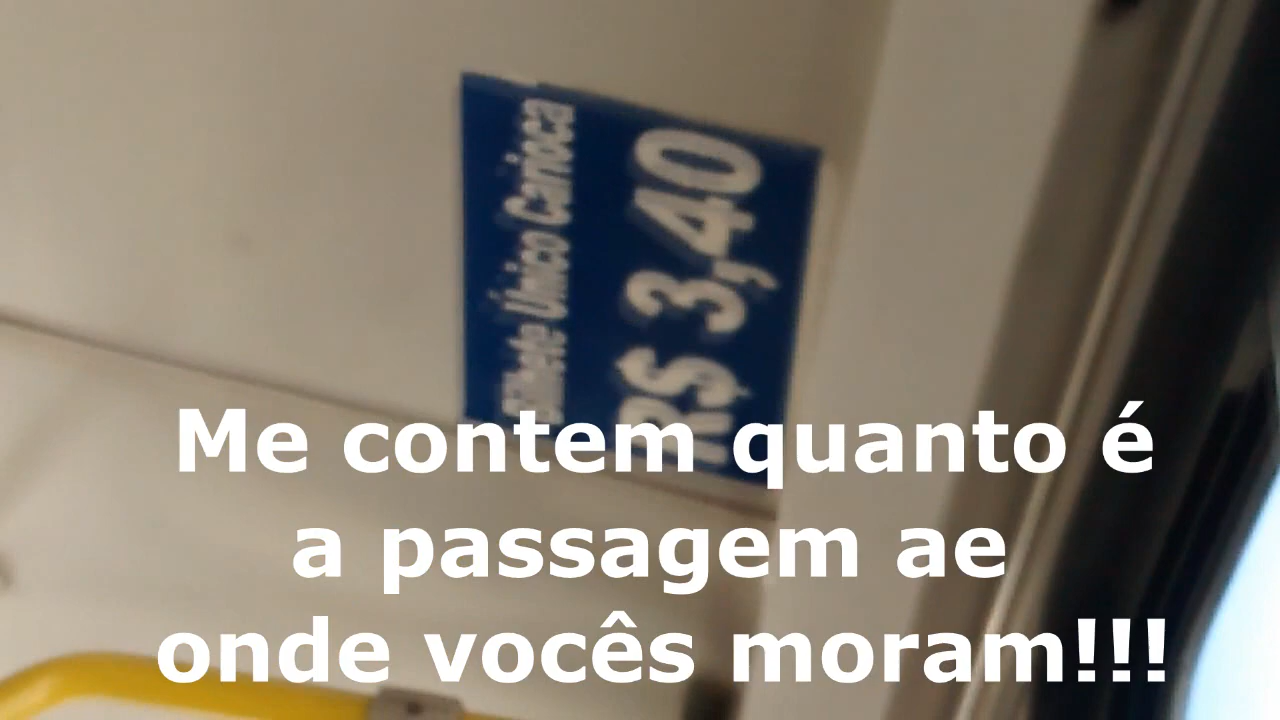 Bilhete Único Carioca
R$ 3,40
Me contem quanto é
a passagem ae
onde vocês moram!!!